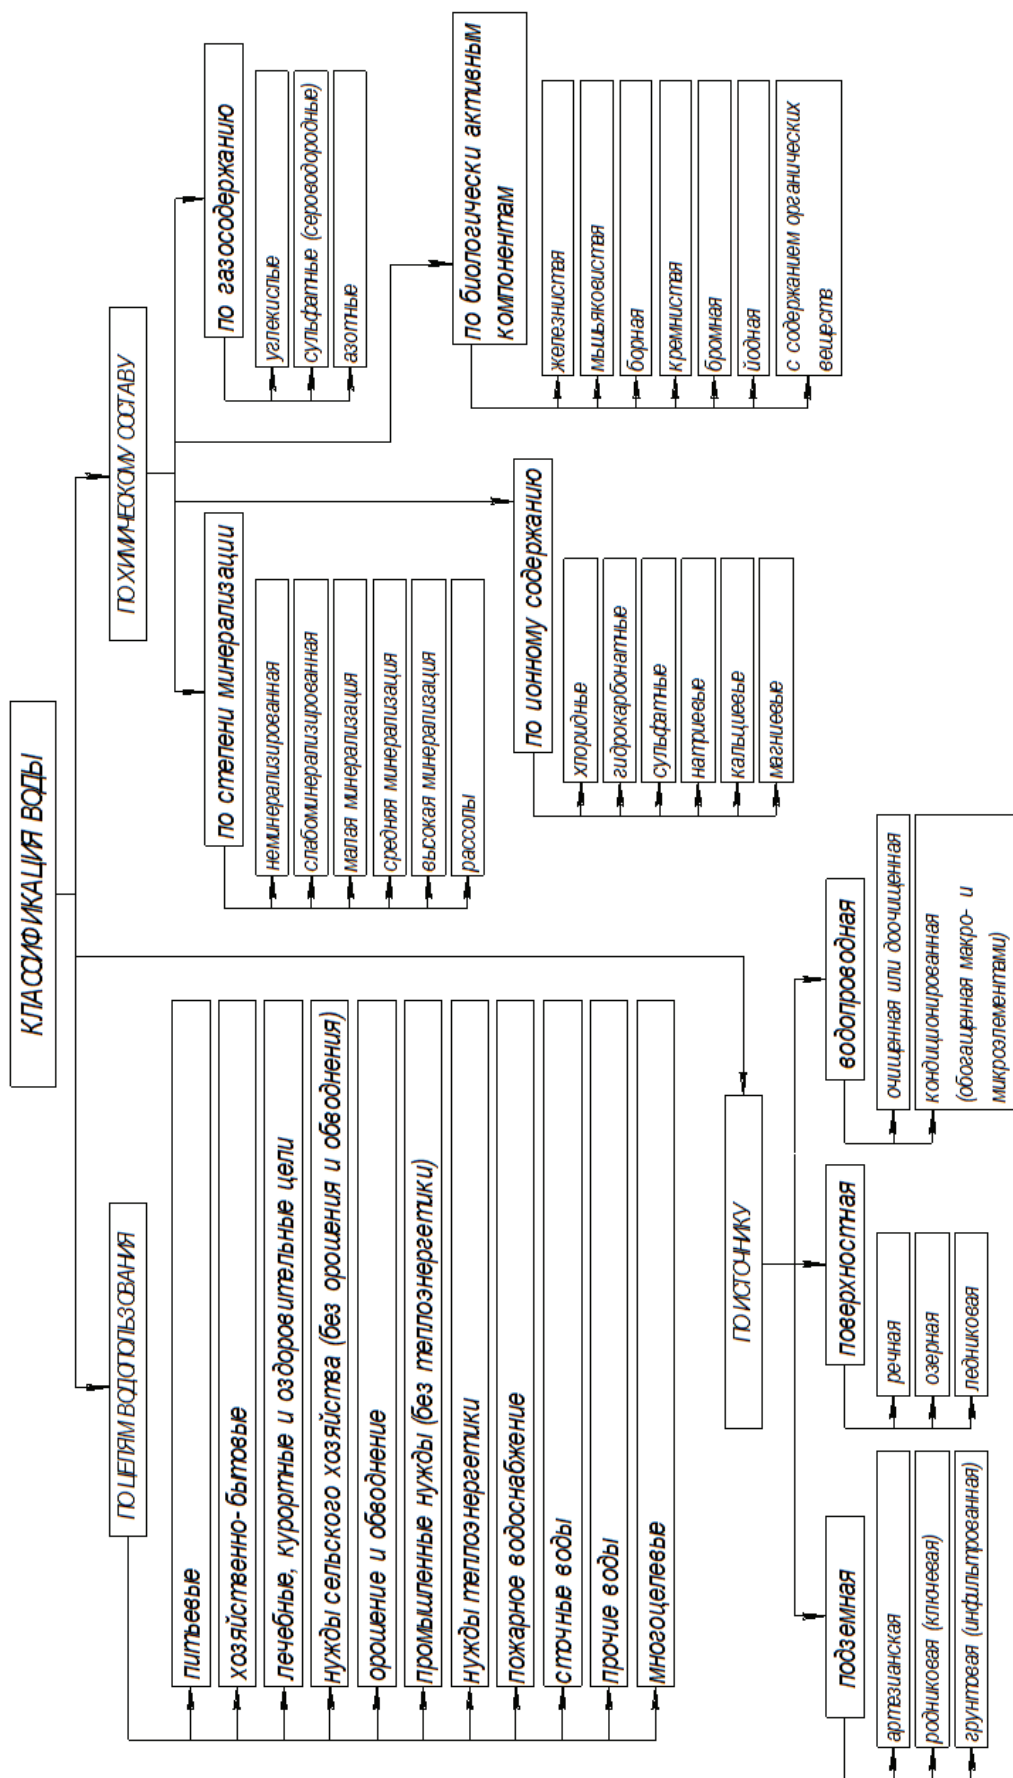 КЛАССИФИКАЦИЯ ВОДЫ
ПО ЦЕЛЯМ ВОДОПОЛЬЗОВАНИЯ
питьевые
хозяйственно-бытовые
лечебные, курортные и оздоровительные цели
нужды сельского хозяйства (без орошения и обводнения)
орошение и обводнение
промышленные нужды (без теплоэнергетики)
нужды теплоэнергетики
пожарное водоснабжение
сточные воды
прочие воды
многоцелевые
ПО ХИМИЧЕСКОМУ СОСТАВУ
по степени минерализации
неминерализированная
слабоминерализированная
малая минерализация
средняя минерализация
высокая минерализация
рассолы
по газосодержанию
углекислые
сульфатные (сероводородные)
азотные
по ионному содержанию
хлоридные
гидрокарбонатные
сульфатные
натриевые
кальциевые
магниевые
по биологически активным
компонентам
железнистая
мышьяковистая
борная
кремнистая
бромная
йодная
с содержанием органических
веществ
ПО ИСТОЧНИКУ
подземная
артезианская
родниковая (ключевая)
грунтовая (инфильтрованная)
поверхностная
речная
озерная
ледниковая
водопроводная
очищенная или доочищенная
кондиционированная
(обогащенная макро- и
микроэлементами)